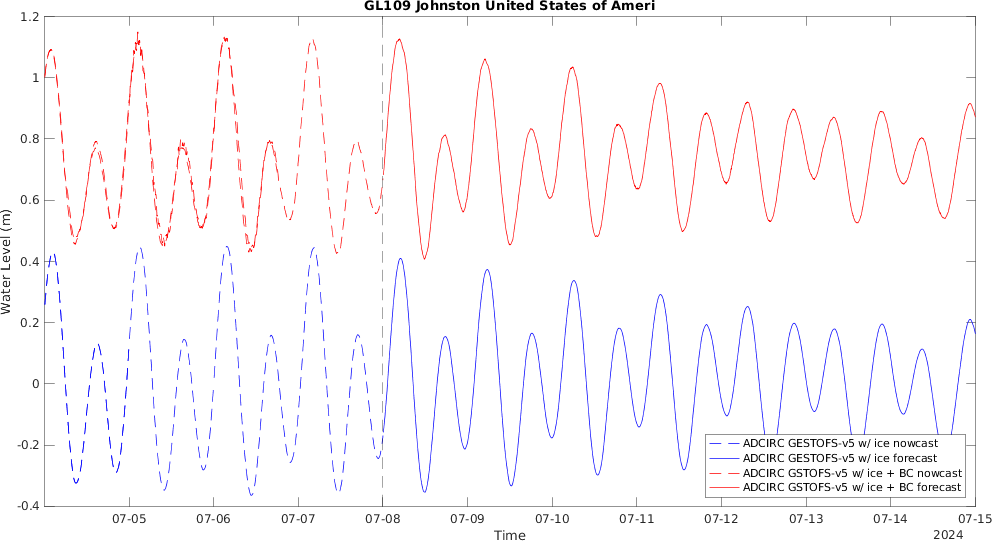 GL109 Johnston United States of Ameri
1.2
1
0.8
0.6
0.4
0.2
0
-0.2
-0.4
Water Level (m)
ADCIRC GESTOFS-v5 w/ ice nowcast
ADCIRC GESTOFS-v5 w/ ice forecast
ADCIRC GSTOFS-v5 w/ ice + BC nowcast
ADCIRC GSTOFS-v5 w/ ice + BC forecast
07-05 07-06 07-07 07-08 07-09 07-10 07-11 07-12 07-13 07-14 07-15
Time
2024